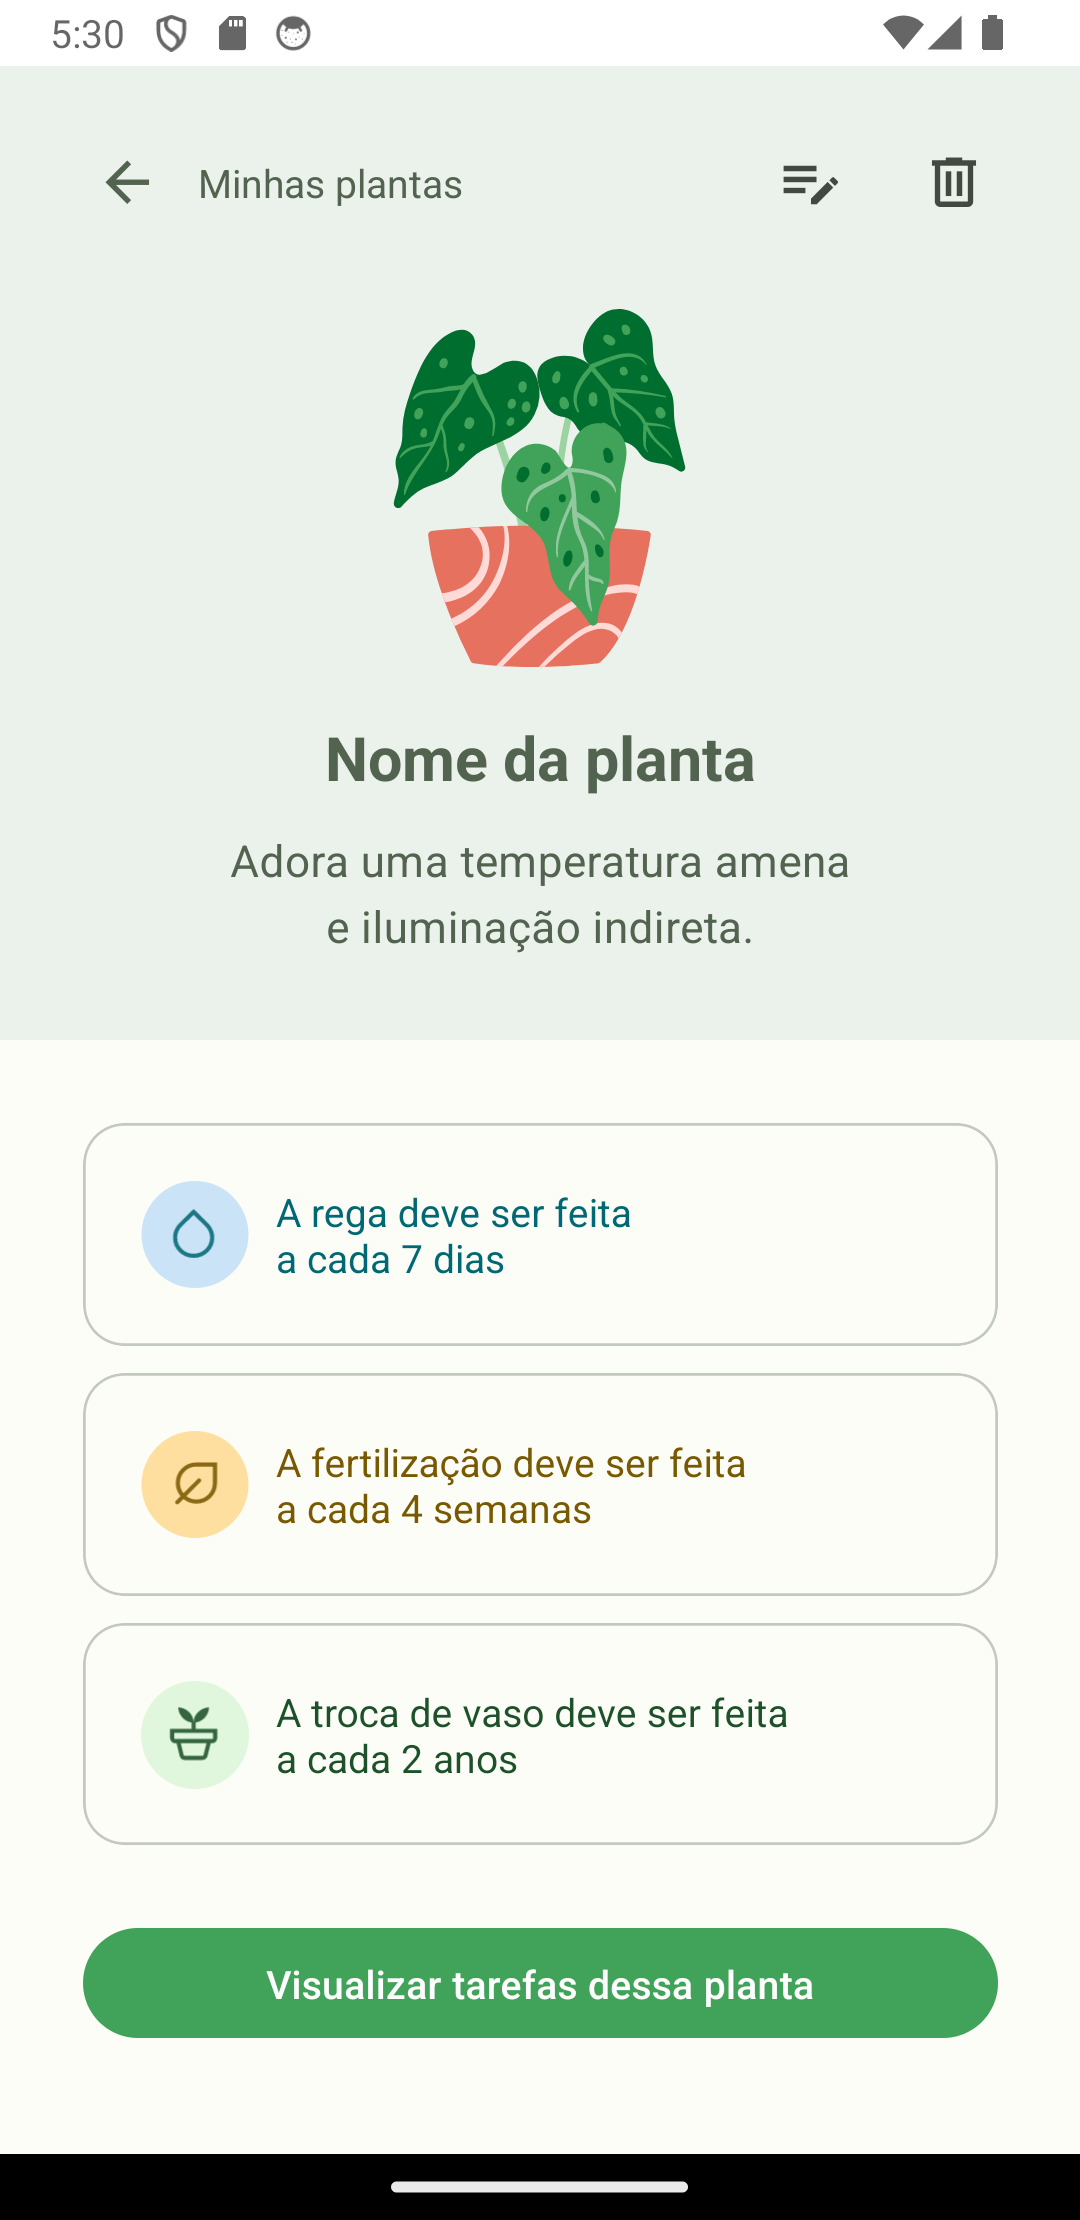 5:30
Minhas plantas
Nome da planta
Adora uma temperatura amena
e iluminação indireta.
A rega deve ser feita
a cada 7 dias
A fertilização deve ser feita
a cada 4 semanas
A troca de vaso deve ser feita
a cada 2 anos
Visualizar tarefas dessa planta